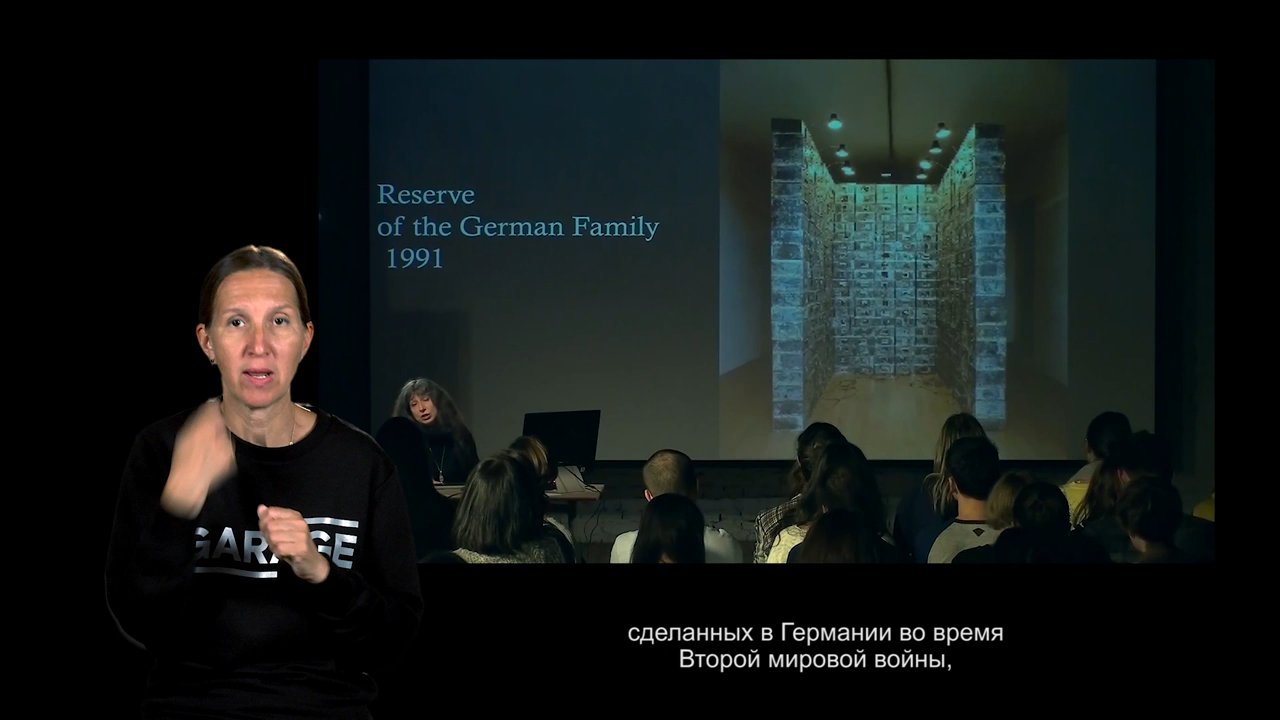 Reserve
of the German Family
1991
GARAGE
сделанных в Германии во время
Второй мировой войны,